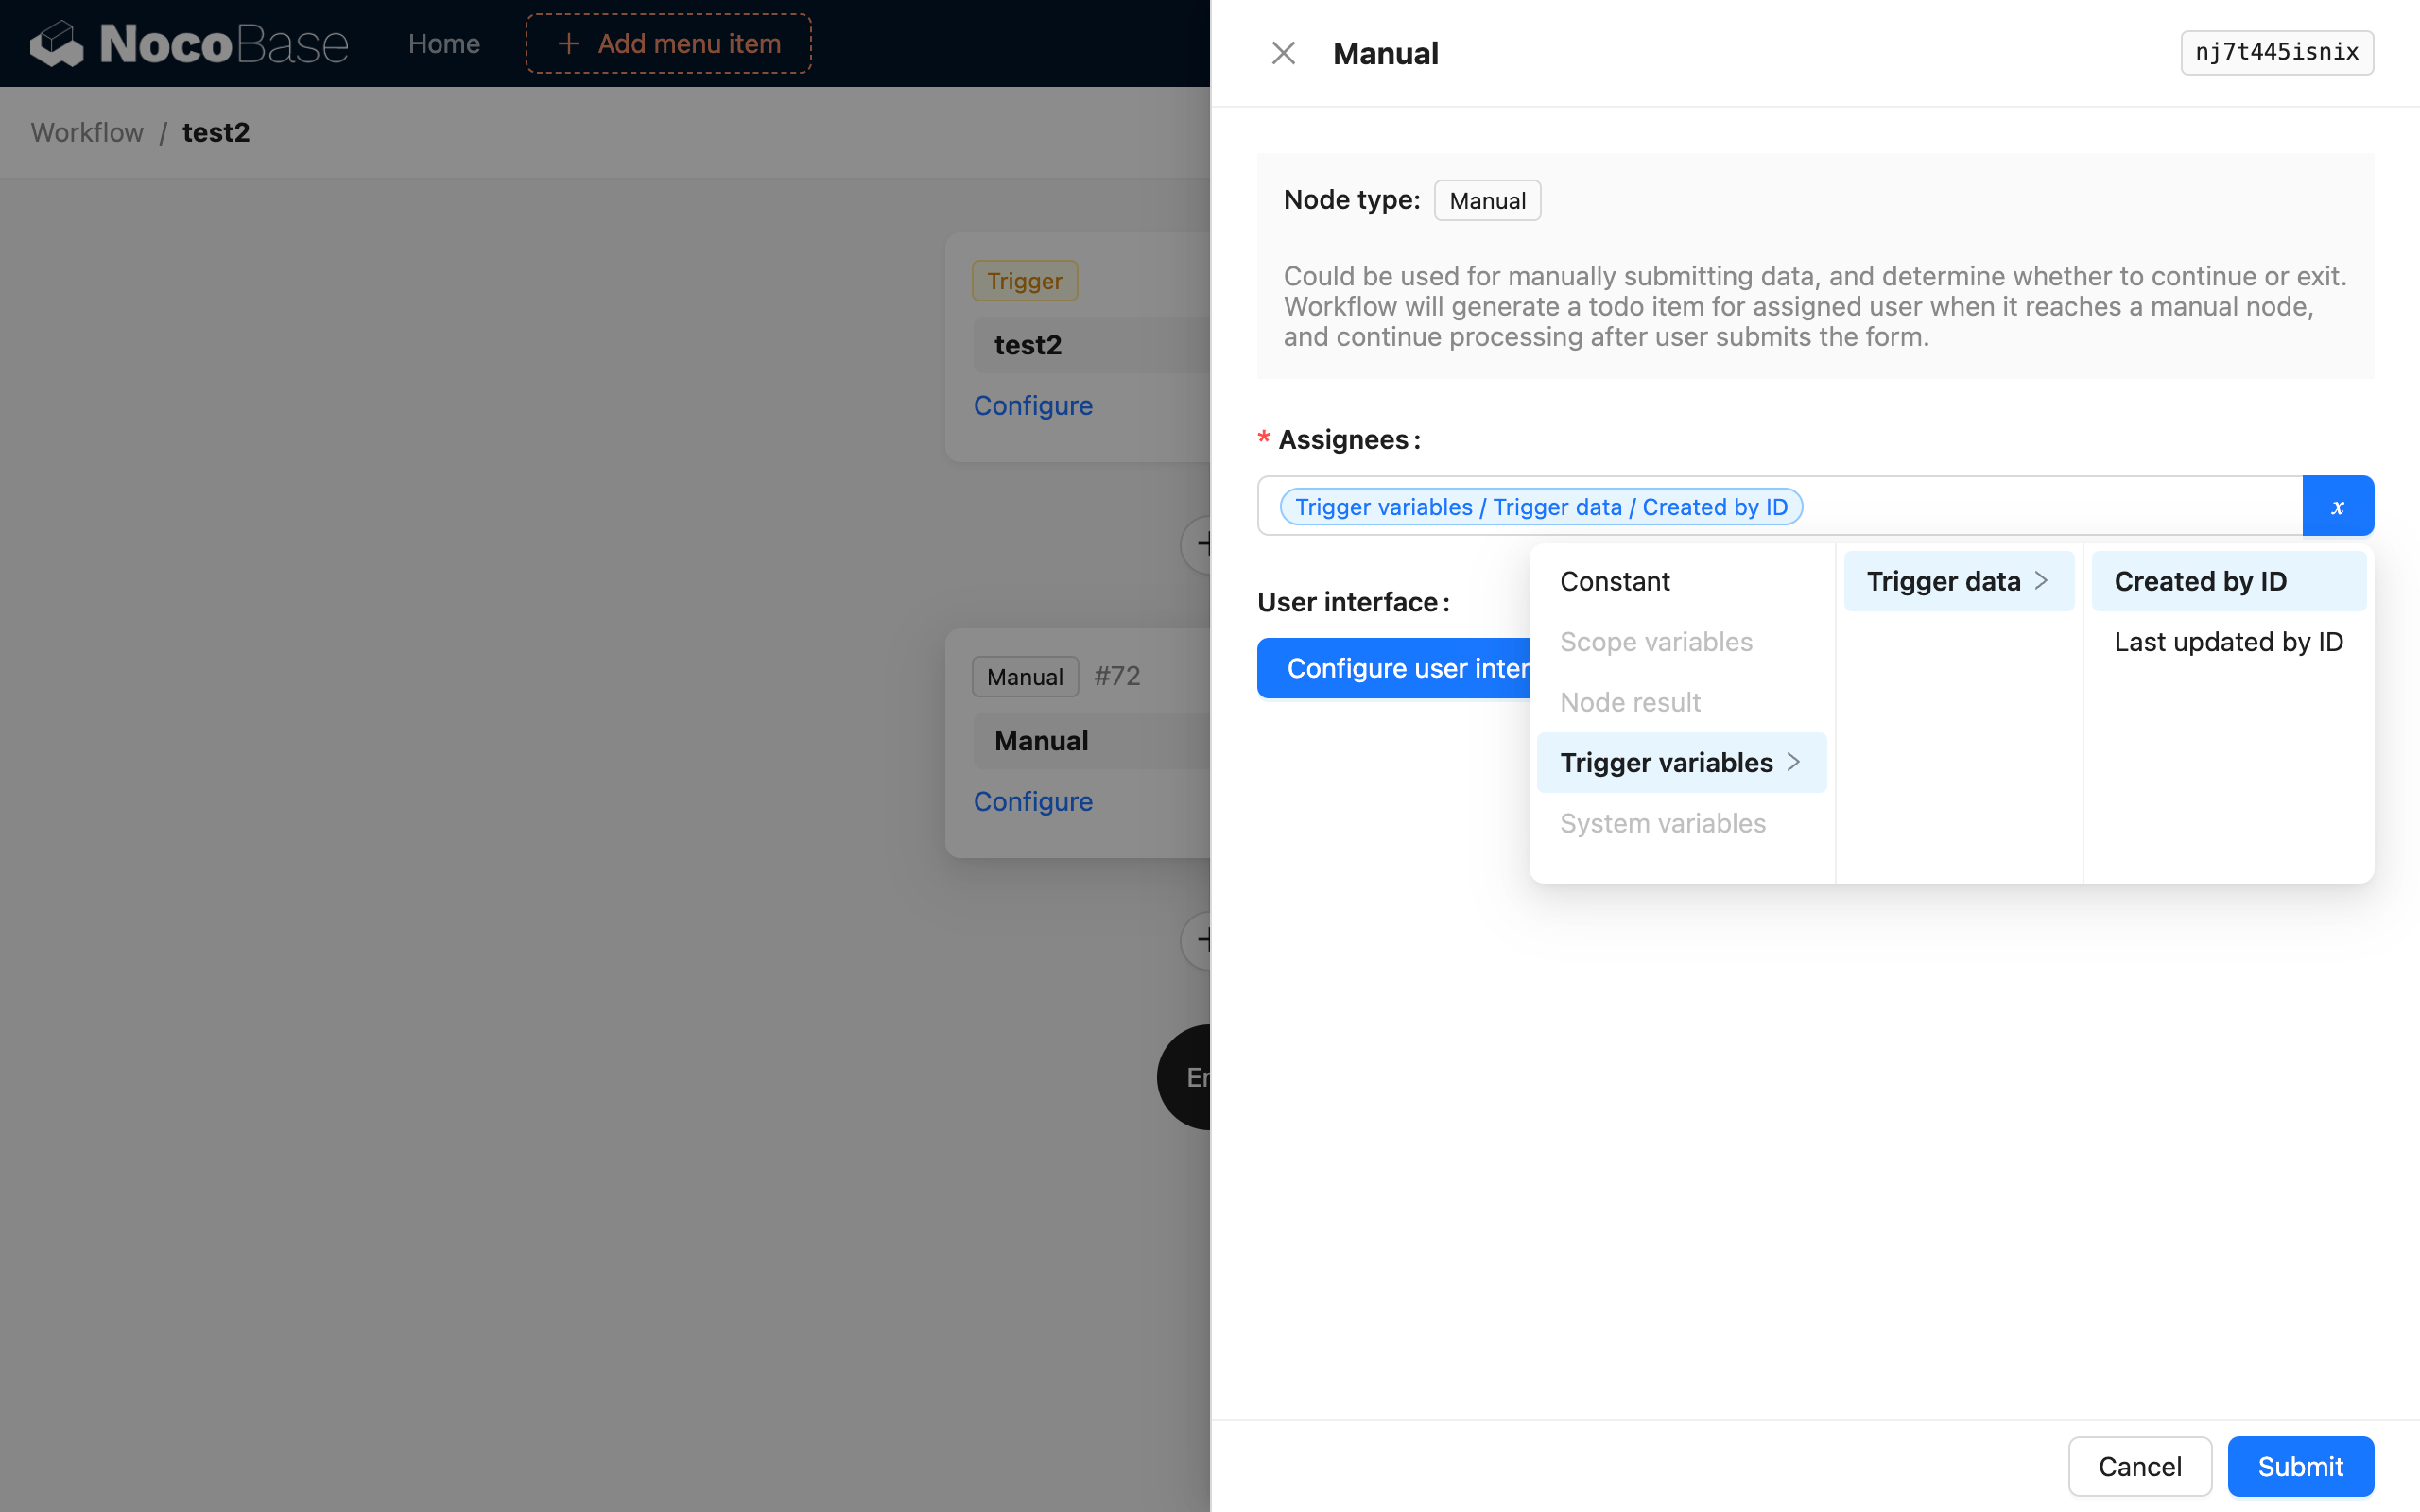 NocoBase
Home
+ Add menu item
Workflow / test2
Trigger
test2
Configure
Manual #72
Manual
Configure
Manual
nj7t445isnix
Node type: Manual
Could be used for manually submitting data, and determine whether to continue or exit.
Workflow will generate a todo item for assigned user when it reaches a manual node,
and continue processing after user submits the form.
* Assignees:
Trigger variables / Trigger data / Created by ID
x
User interface:
Configure user inter
Constant
Scope variables
Node result
Trigger variables >
System variables
Trigger data >
Created by ID
Last updated by ID
Cancel
Submit